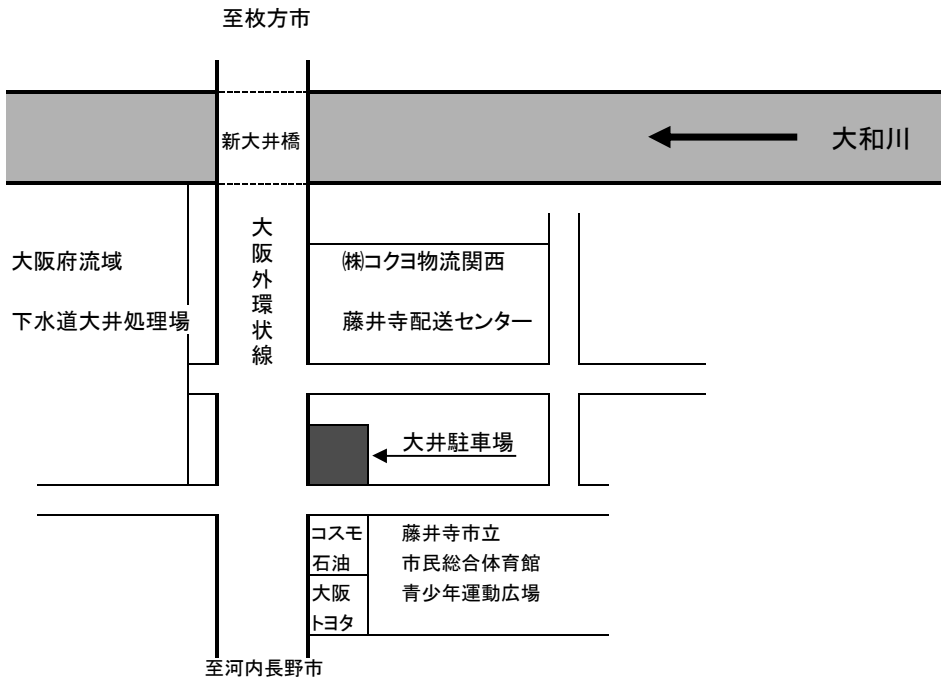 至枚方市
新大井橋
大和川
大阪外環状線
大阪府流域
下水道大井処理場
㈱コクヨ物流関西
藤井寺配送センター
大井駐車場
コスモ
石油
大阪
トヨタ
藤井寺市立
市民総合体育館
青少年運動広場
至河内長野市